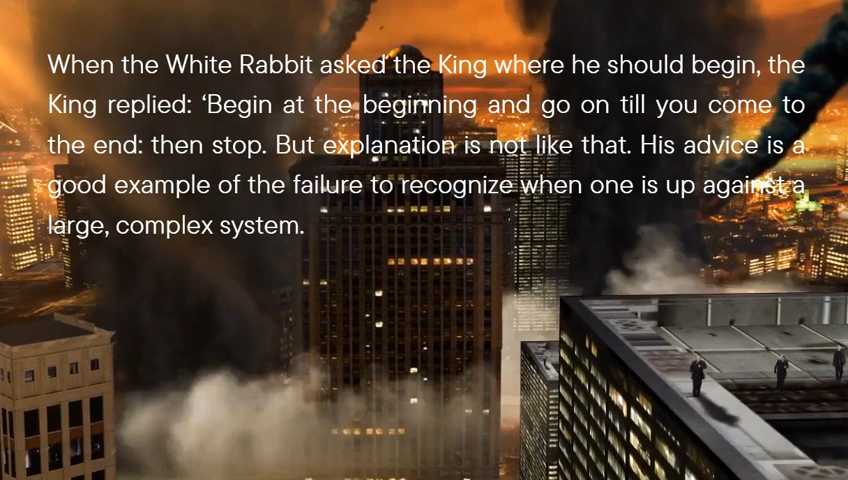 When the White Rabbit asked the King where he should begin, the
King replied: ‘Begin at the beginning and go on till you come to
the end: then stop. But explanation is not like that. His advice is a
good example of the failure to recognize when one is up against a
large, complex system.